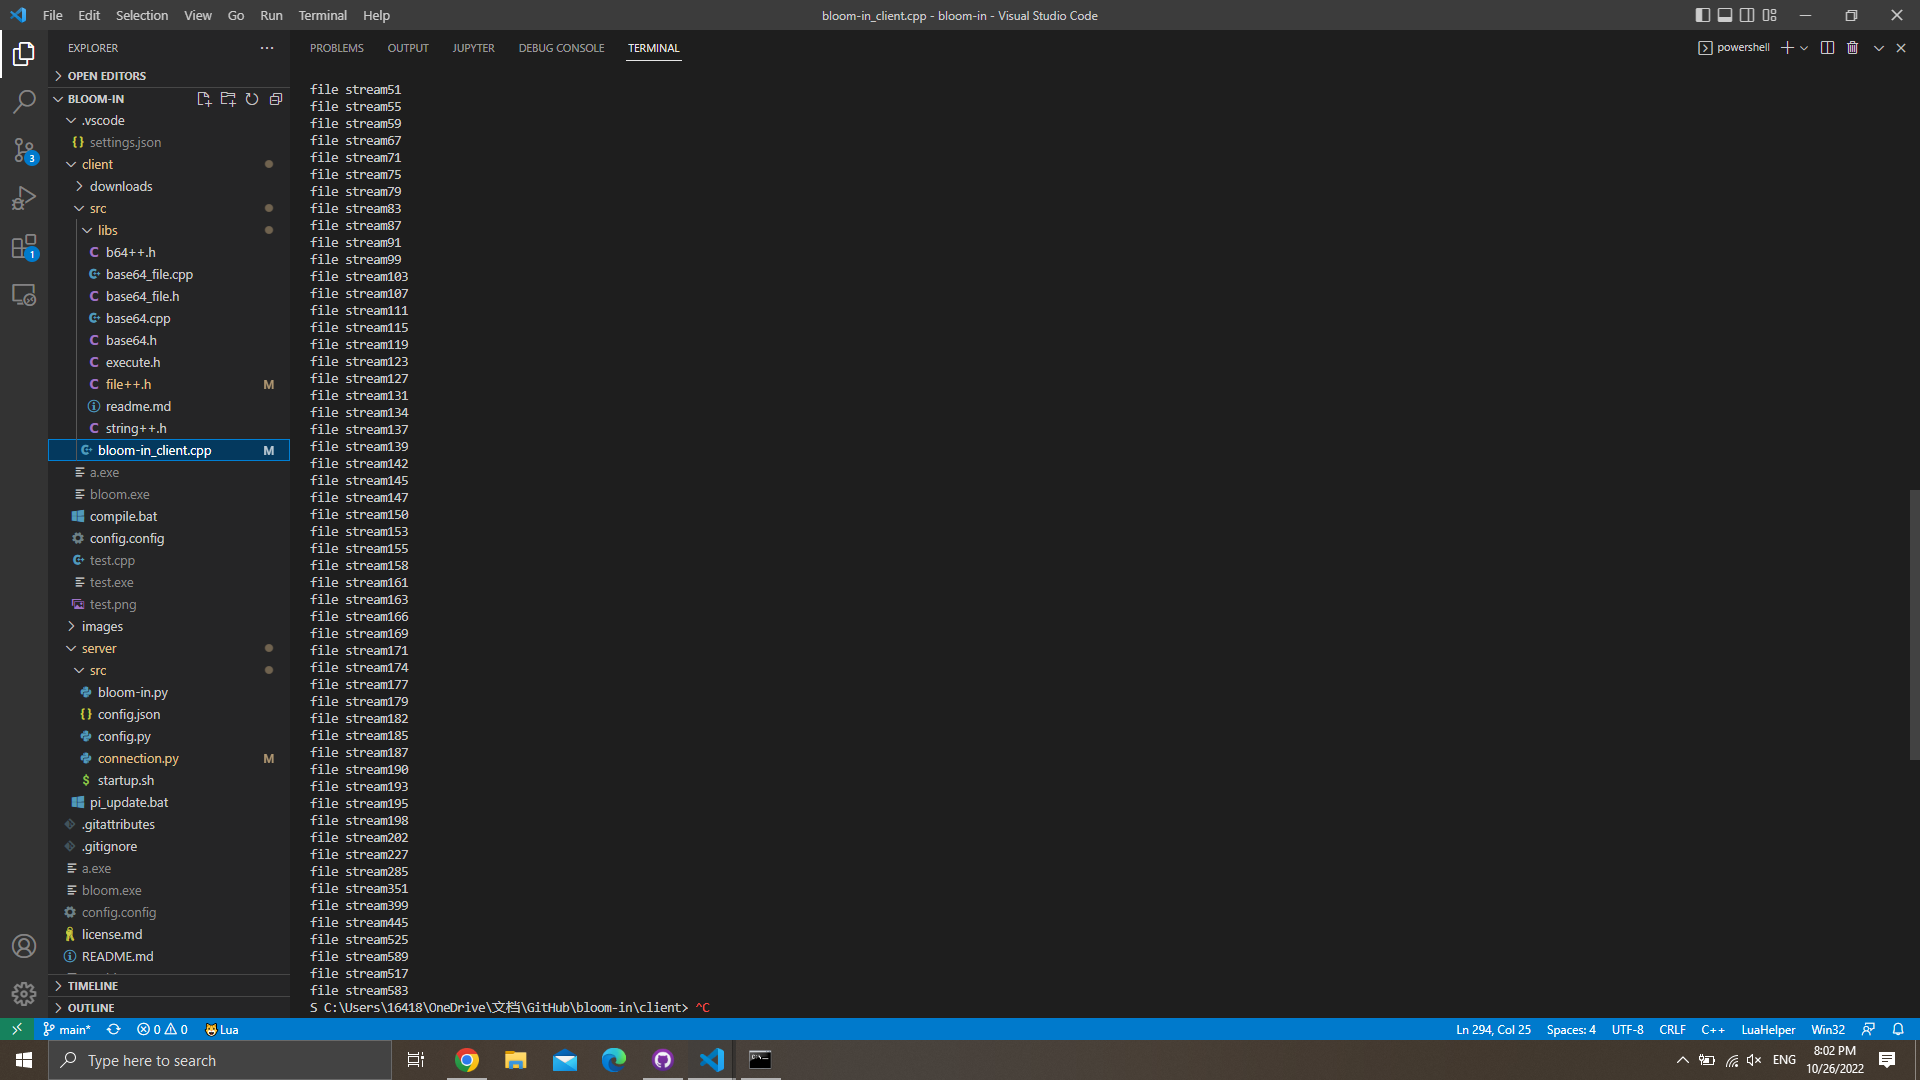 File Edit Selection View Go Run Terminal Help
bloom-in_client.cpp - bloom-in - Visual Studio Code
EXPLORER
OPEN EDITORS
BLOOM-IN
.vscode
settings.json
client
downloads
src
libs
b64++.h
base64_file.cpp
base64_file.h
base64.cpp
base64.h
execute.h
file++.h M
readme.md
string++.h
bloom-in_client.cpp M
a.exe
bloom.exe
compile.bat
config.config
test.cpp
test.exe
test.png
images
server
src
bloom-in.py
config.json
config.py
connection.py M
startup.sh
pi_update.bat
.gitattributes
.gitignore
a.exe
bloom.exe
config.config
license.md
README.md
TIMELINE
OUTLINE
3
1
PROBLEMS OUTPUT JUPYTER DEBUG CONSOLE TERMINAL
powershell
file stream51
file stream55
file stream59
file stream67
file stream71
file stream75
file stream79
file stream83
file stream87
file stream91
file stream99
file stream103
file stream107
file stream111
file stream115
file stream119
file stream123
file stream127
file stream131
file stream134
file stream137
file stream139
file stream142
file stream145
file stream147
file stream150
file stream153
file stream155
file stream158
file stream161
file stream163
file stream166
file stream169
file stream171
file stream174
file stream177
file stream179
file stream182
file stream185
file stream187
file stream190
file stream193
file stream195
file stream198
file stream202
file stream227
file stream285
file stream351
file stream399
file stream445
file stream525
file stream589
file stream517
file stream583
S C:\Users\16418\OneDrive\文档\GitHub\bloom-in\client> ^C
main* 0 0 Lua
Ln 294, Col 25 Spaces: 4 UTF-8 CRLF C++ LuaHelper Win32
Type here to search
ENG
8:02 PM
10/26/2022